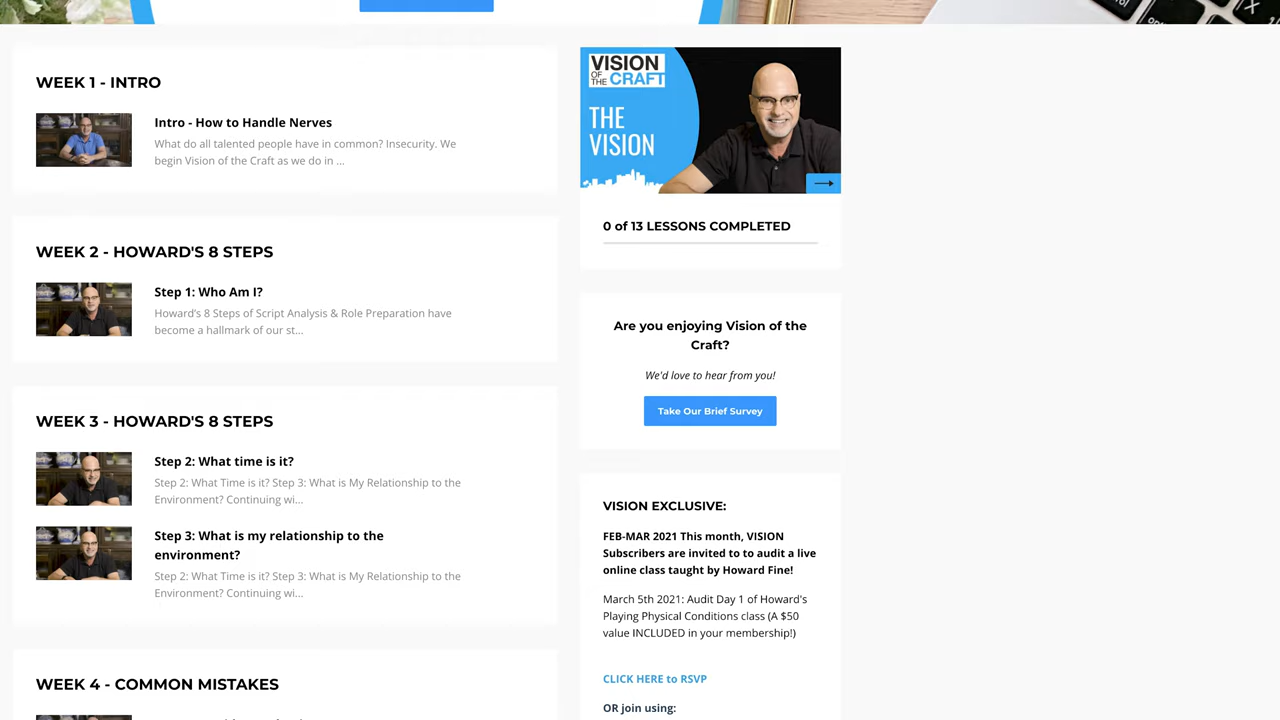 WEEK 1 - INTRO
Intro - How to Handle Nerves
What do all talented people have in common? Insecurity. We
begin Vision of the Craft as we do in ...
WEEK 2 - HOWARD'S 8 STEPS
Step 1: Who Am I?
Howard's 8 Steps of Script Analysis & Role Preparation have
become a hallmark of our st...
WEEK 3 - HOWARD'S 8 STEPS
Step 2: What time is it?
Step 2: What Time is it? Step 3: What is My Relationship to the
Environment? Continuing wi...
Step 3: What is my relationship to the
environment?
Step 2: What Time is it? Step 3: What is My Relationship to the
Environment? Continuing wi...
WEEK 4 - COMMON MISTAKES
VISION
OF THE CRAFT
THE
VISION
0 of 13 LESSONS COMPLETED
Are you enjoying Vision of the
Craft?
We'd love to hear from you!
Take Our Brief Survey
VISION EXCLUSIVE:
FEB-MAR 2021 This month, VISION
Subscribers are invited to to audit a live
online class taught by Howard Fine!
March 5th 2021: Audit Day 1 of Howard's
Playing Physical Conditions class (A $50
value INCLUDED in your membership!)
CLICK HERE to RSVP
OR join using: